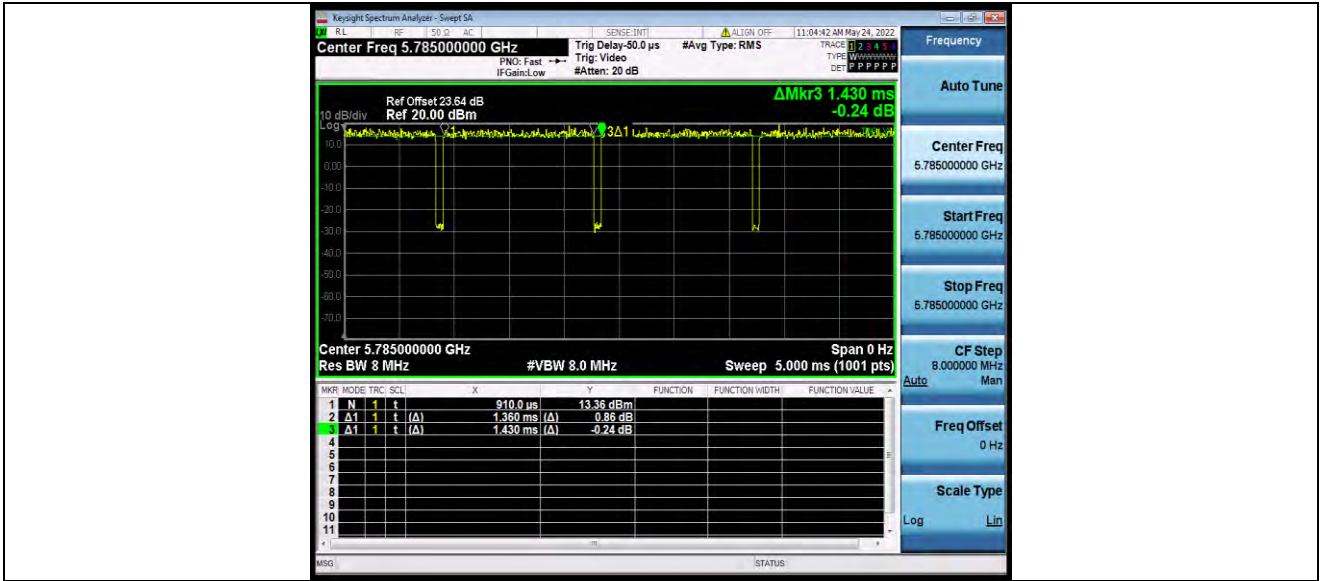 Keysight Spectrum Analyzer - Swept SA
RL RF 50 Ω AC SENSE:INT ALIGN OFF 11:04:42 AM May 24, 2022
Center Freq 5.785000000 GHz
PNO: Fast
IFGain:Low
Trig Delay-50.0 µs
Trig: Video
#Atten: 20 dB
#Avg Type: RMS
TRACE 1 2 3 4 5 6
TYPE W
DET P P P P P P
ΔMkr3 1.430 ms
-0.24 dB
Ref Offset 23.64 dB
10 dB/div Ref 20.00 dBm
Log
1 3Δ1
10.0
0.00
-10.0
-20.0
-30.0
-40.0
-50.0
-60.0
-70.0
Center 5.785000000 GHz Span 0 Hz
Res BW 8 MHz #VBW 8.0 MHz Sweep 5.000 ms (1001 pts)
MKR MODE TRC SCL X Y FUNCTION FUNCTION WIDTH FUNCTION VALUE
1 N 1 t 910.0 µs 13.36 dBm
2 Δ1 1 t (Δ) 1.360 ms (Δ) 0.86 dB
3 Δ1 1 t (Δ) 1.430 ms (Δ) -0.24 dB
4
5
6
7
8
9
10
11
MSG STATUS
Frequency
Auto Tune
Center Freq
5.785000000 GHz
Start Freq
5.785000000 GHz
Stop Freq
5.785000000 GHz
CF Step
8.000000 MHz
Auto Man
Freq Offset
0 Hz
Scale Type
Log Lin